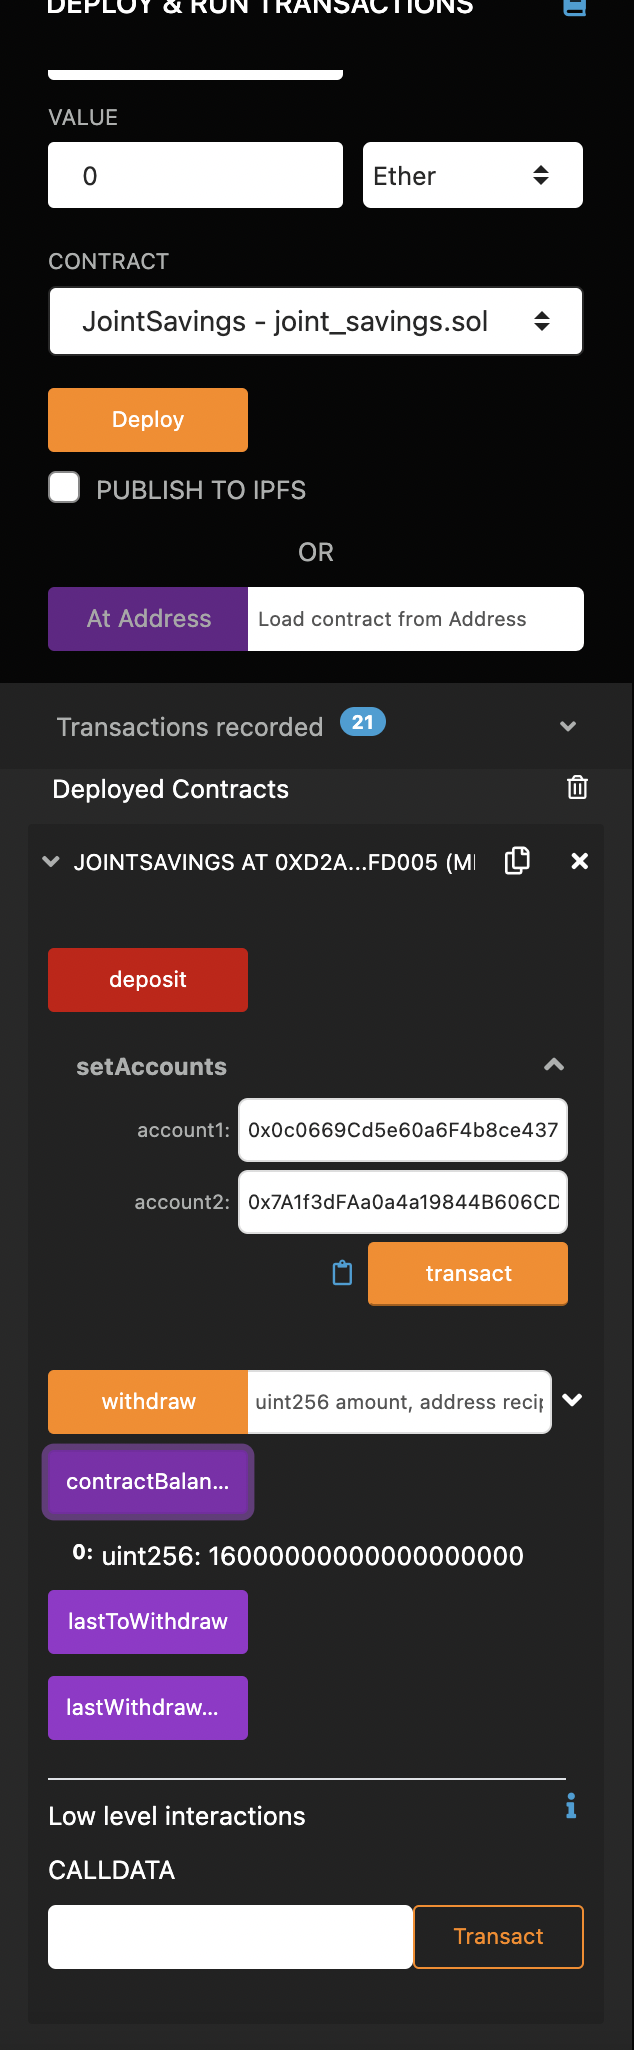 DEPLOY & RUN TRANSACTIONS
VALUE
0
Ether
CONTRACT
JointSavings - joint_savings.sol
Deploy
PUBLISH TO IPFS
OR
At Address
Load contract from Address
Transactions recorded 21
Deployed Contracts
JOINTSAVINGS AT 0XD2A...FD005 (M
deposit
setAccounts
account1: 0x0c0669Cd5e60a6F4b8ce437
account2: 0x7A1f3dFAa0a4a19844B606CD
transact
withdraw
uint256 amount, address recip
contractBalan...
0: uint256: 16000000000000000000
lastToWithdraw
lastWithdraw...
Low level interactions
CALLDATA
Transact